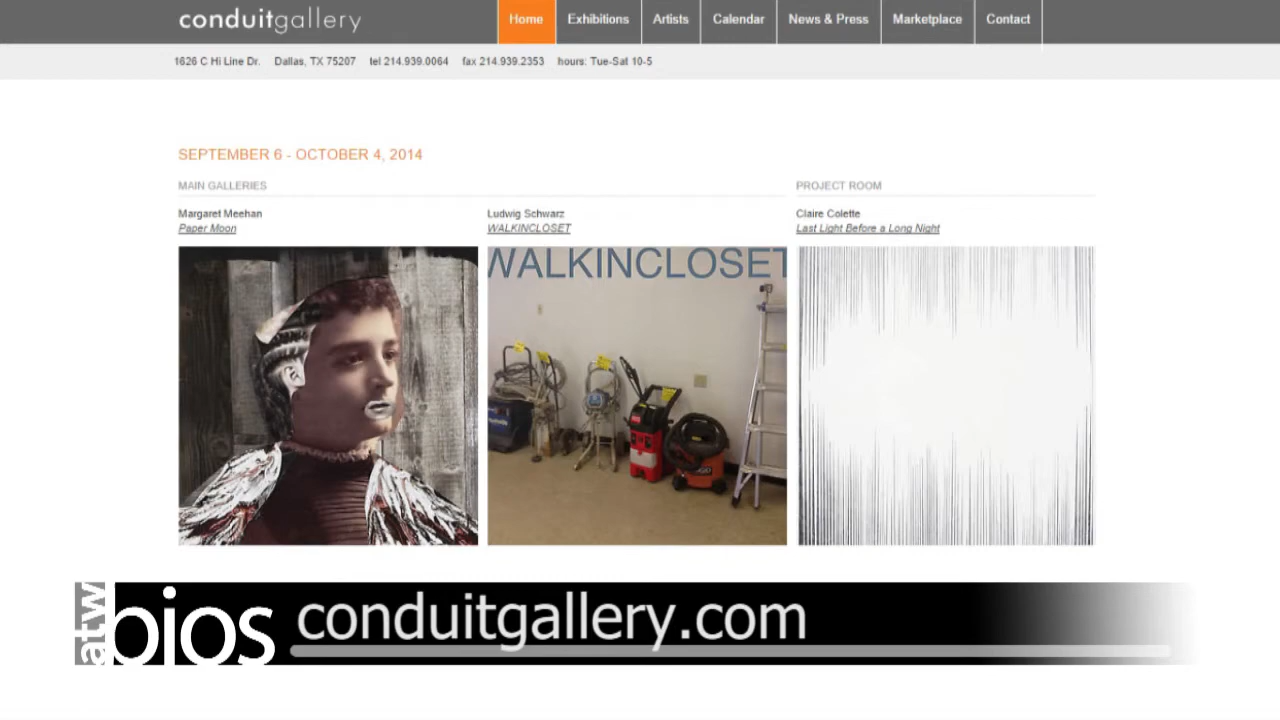 conduitgallery
Home Exhibitions Artists Calendar News & Press Marketplace Contact
1626 C Hi Line Dr. Dallas, TX 75207 tel 214.939.0064 fax 214.939.2353 hours: Tue-Sat 10-5
SEPTEMBER 6 - OCTOBER 4, 2014
MAIN GALLERIES
Margaret Meehan
Paper Moon
Ludwig Schwarz
WALKINCLOSET
PROJECT ROOM
Claire Colette
Last Light Before a Long Night
WALKINCLOSET
atw
bios
conduitgallery.com